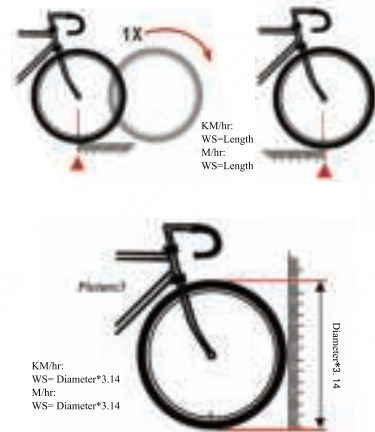 1X
KM/hr:
WS=Length
M/hr:
WS=Length
KM/hr:
WS= Diameter*3.14
M/hr:
WS= Diameter*3.14
Diameter*3.14